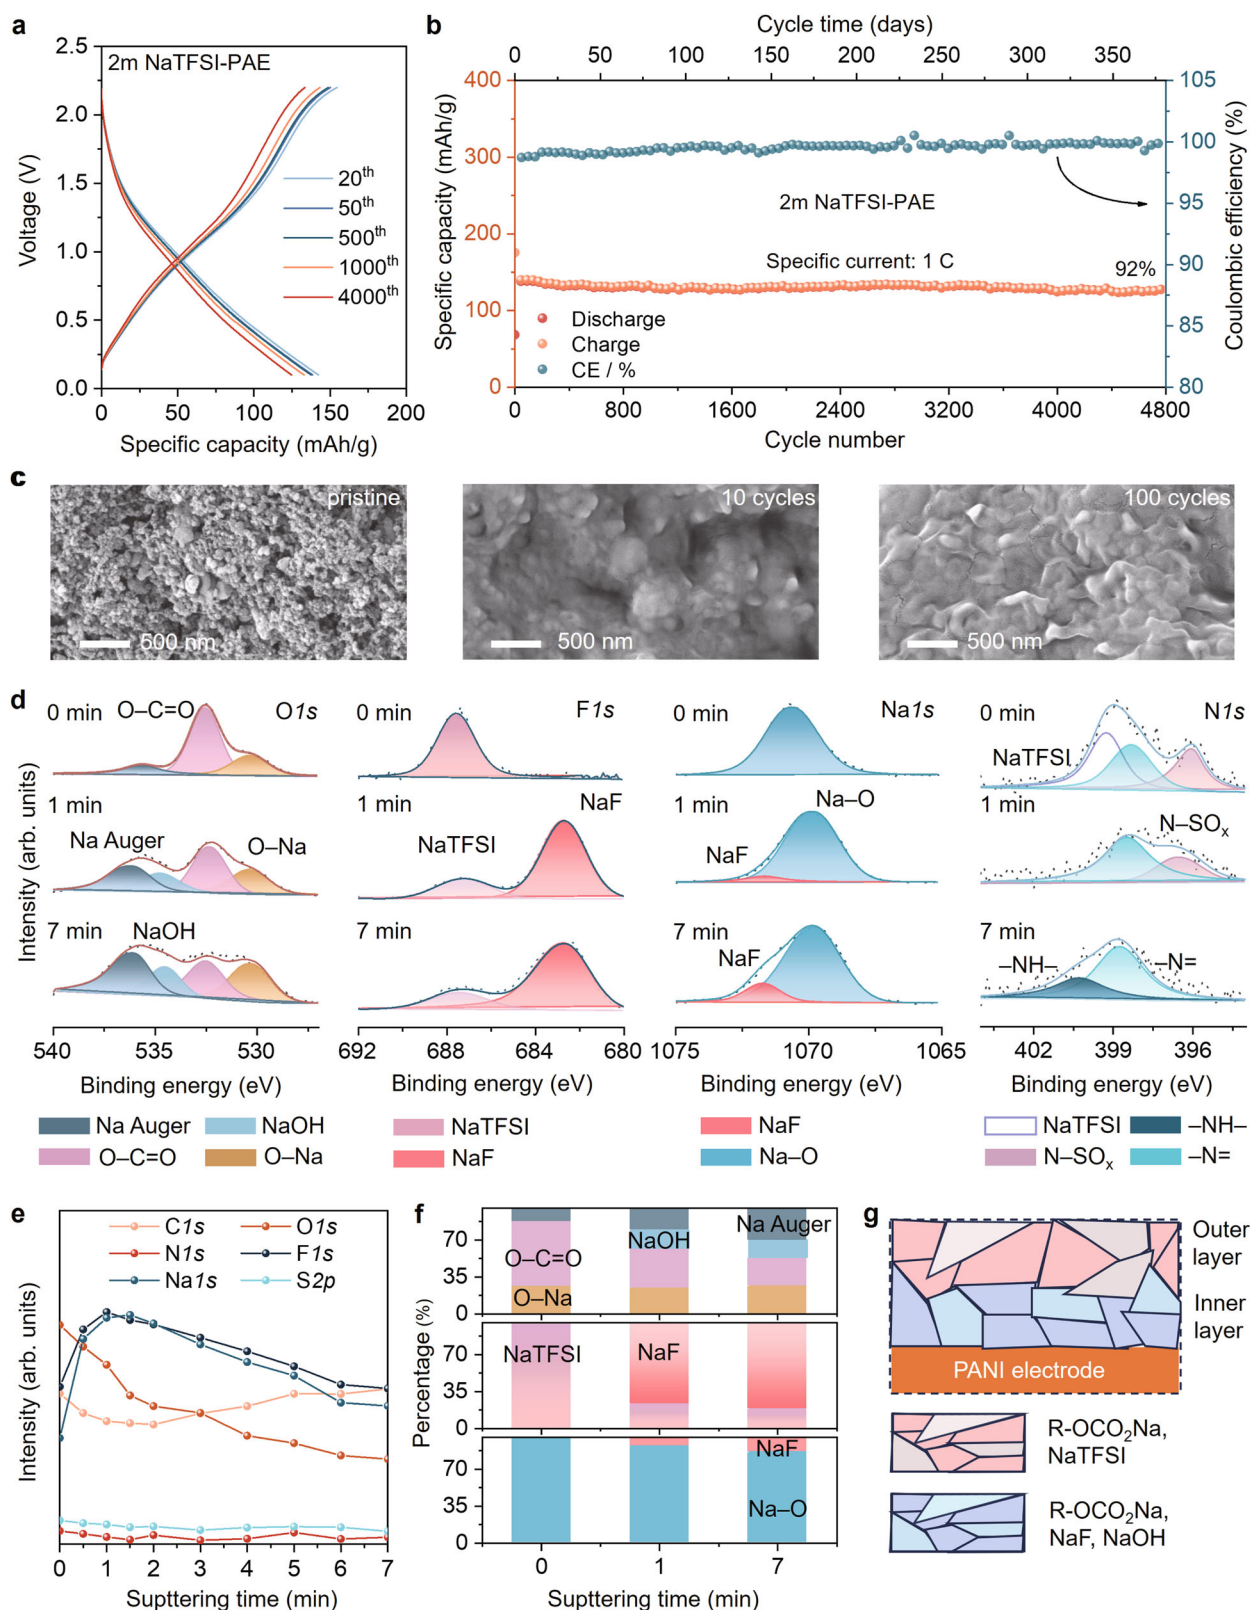 a
2.5
2m NaTFSI-PAE
2.0
1.5
1.0
0.5
0.0
Voltage (V)
20th
50th
500th
1000th
4000th
0 50 100 150 200
Specific capacity (mAh/g)
b
Cycle time (days)
0 50 100 150 200 250 300 350
400
300
200
100
0
Specific capacity (mAh/g)
105
100
95
90
85
80
Coulombic efficiency (%)
2m NaTFSI-PAE
Specific current: 1 C
92%
Discharge
Charge
CE / %
0 800 1600 2400 3200 4000 4800
Cycle number
c
pristine
500 nm
10 cycles
500 nm
100 cycles
500 nm
d
Intensity (arb. units)
0 min O–C=O O1s
1 min
Na Auger O–Na
7 min NaOH
540 535 530
Binding energy (eV)
Na Auger NaOH
O–C=O O–Na
0 min F1s
1 min NaF
NaTFSI
7 min
692 688 684 680
Binding energy (eV)
NaTFSI
NaF
0 min Na1s
1 min Na–O
NaF
7 min
NaF
1075 1070 1065
Binding energy (eV)
NaF
Na–O
0 min N1s
NaTFSI
1 min
N–SOx
7 min
–NH– –N=
402 399 396
Binding energy (eV)
NaTFSI –NH–
N–SOx –N=
e
C1s O1s
N1s F1s
Na1s S2p
Intensity (arb. units)
0 1 2 3 4 5 6 7
Supttering time (min)
f
Percentage (%)
70
35
0
O–C=O
O–Na
NaOH
Na Auger
70
35
0
NaTFSI
NaF
70
35
0
NaF
Na–O
0 1 7
Supttering time (min)
g
Outer
layer
Inner
layer
PANI electrode
R-OCO2Na,
NaTFSI
R-OCO2Na,
NaF, NaOH